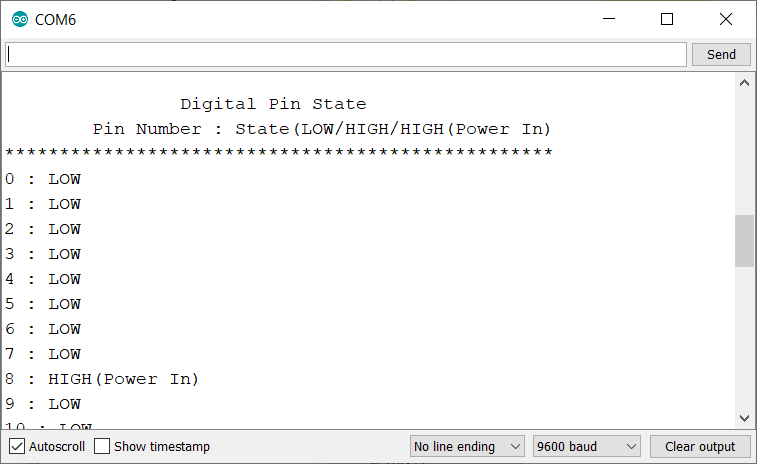 COM6
Send
Digital Pin State
Pin Number : State(LOW/HIGH/HIGH(Power In)
**************************************************
0 : LOW
1 : LOW
2 : LOW
3 : LOW
4 : LOW
5 : LOW
6 : LOW
7 : LOW
8 : HIGH(Power In)
9 : LOW
10 : LOW
Autoscroll Show timestamp No line ending 9600 baud Clear output